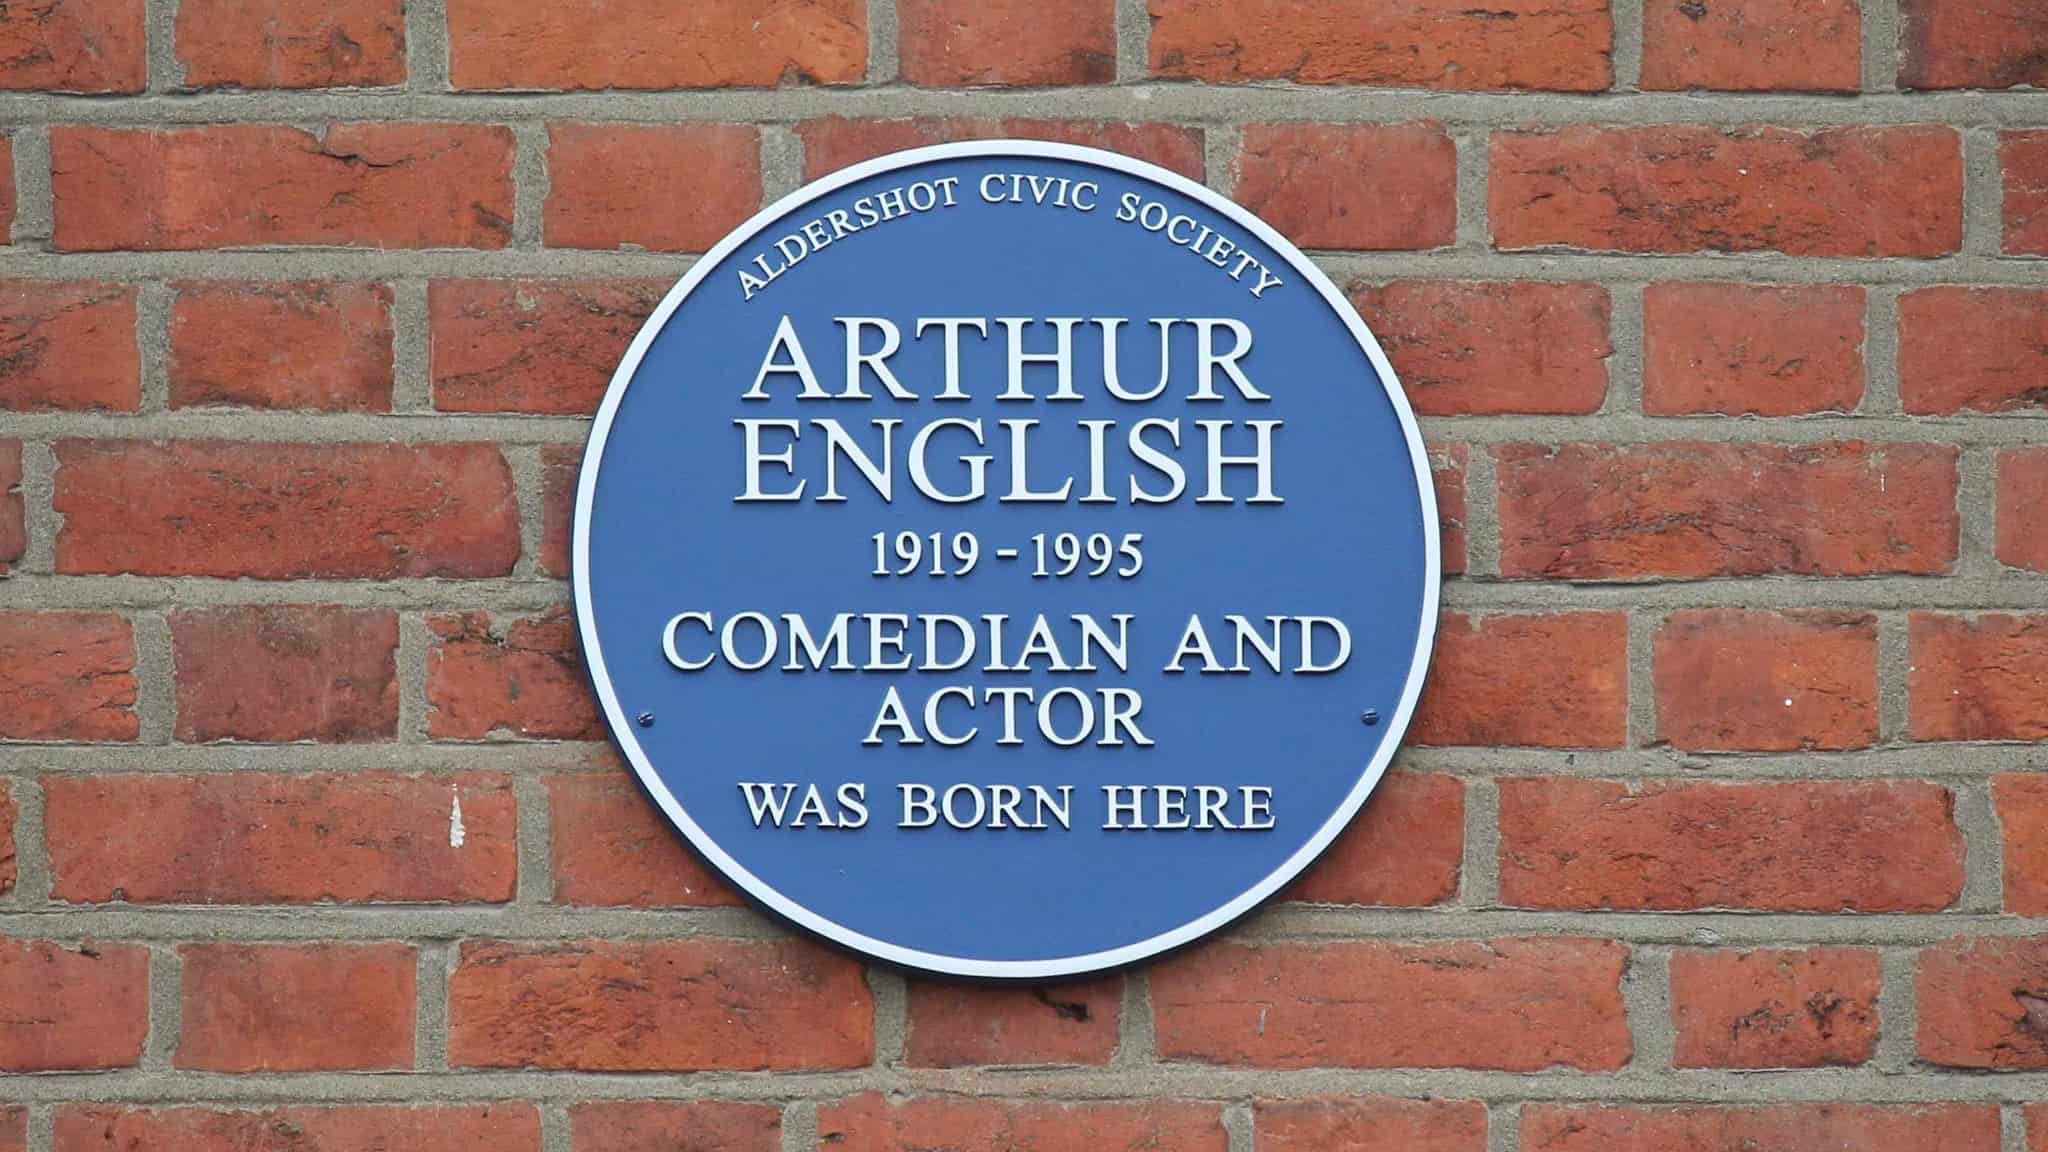 ALDERSHOT CIVIC SOCIETY
ARTHUR
ENGLISH
1919 - 1995
COMEDIAN AND
ACTOR
WAS BORN HERE